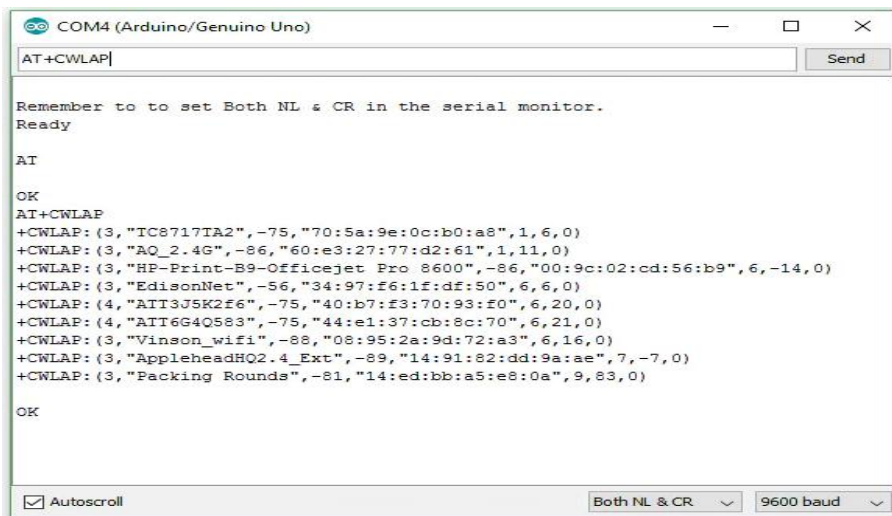 COM4 (Arduino/Genuino Uno)
AT+CWLAP
Send
Remember to to set Both NL & CR in the serial monitor.
Ready
AT
OK
AT+CWLAP
+CWLAP:(3,"TC8717TA2",-75,"70:5a:9e:0c:b0:a8",1,6,0)
+CWLAP:(3,"AQ_2.4G",-86,"60:e3:27:77:d2:61",1,11,0)
+CWLAP:(3,"HP-Print-B9-Officejet Pro 8600",-86,"00:9c:02:cd:56:b9",6,-14,0)
+CWLAP:(3,"EdisonNet",-56,"34:97:f6:1f:df:50",6,6,0)
+CWLAP:(4,"ATT3J5K2f6",-75,"40:b7:f3:70:93:f0",6,20,0)
+CWLAP:(4,"ATT6G4Q583",-75,"44:e1:37:cb:8c:70",6,21,0)
+CWLAP:(3,"Vinson_wifi",-88,"08:95:2a:9d:72:a3",6,16,0)
+CWLAP:(3,"AppleheadHQ2.4_Ext",-89,"14:91:82:dd:9a:ae",7,-7,0)
+CWLAP:(3,"Packing Rounds",-81,"14:ed:bb:a5:e8:0a",9,83,0)
OK
Autoscroll
Both NL & CR
9600 baud